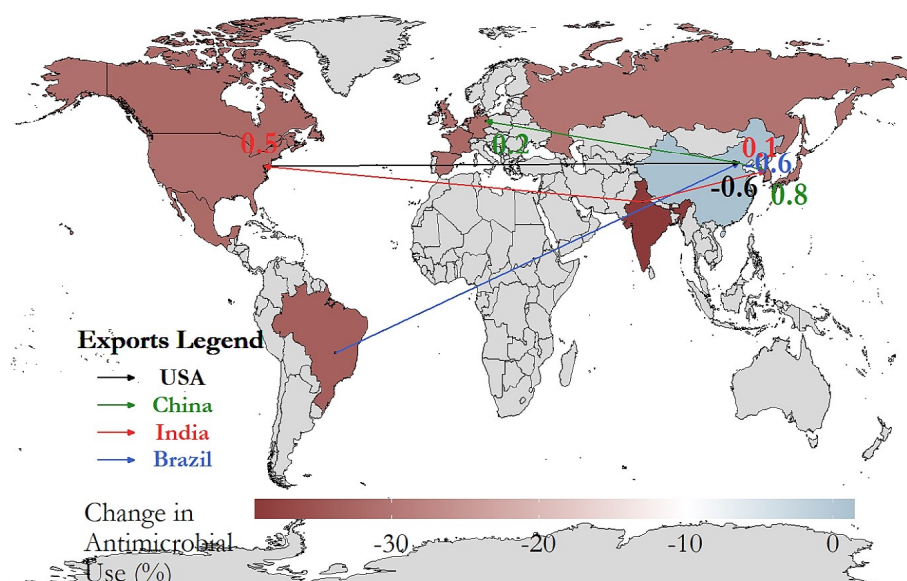 0.5
0.2
0.1
-0.6
-0.6
0.8
Exports Legend
USA
China
India
Brazil
Change in
Antimicrobial
Use (%)
-30 -20 -10 0